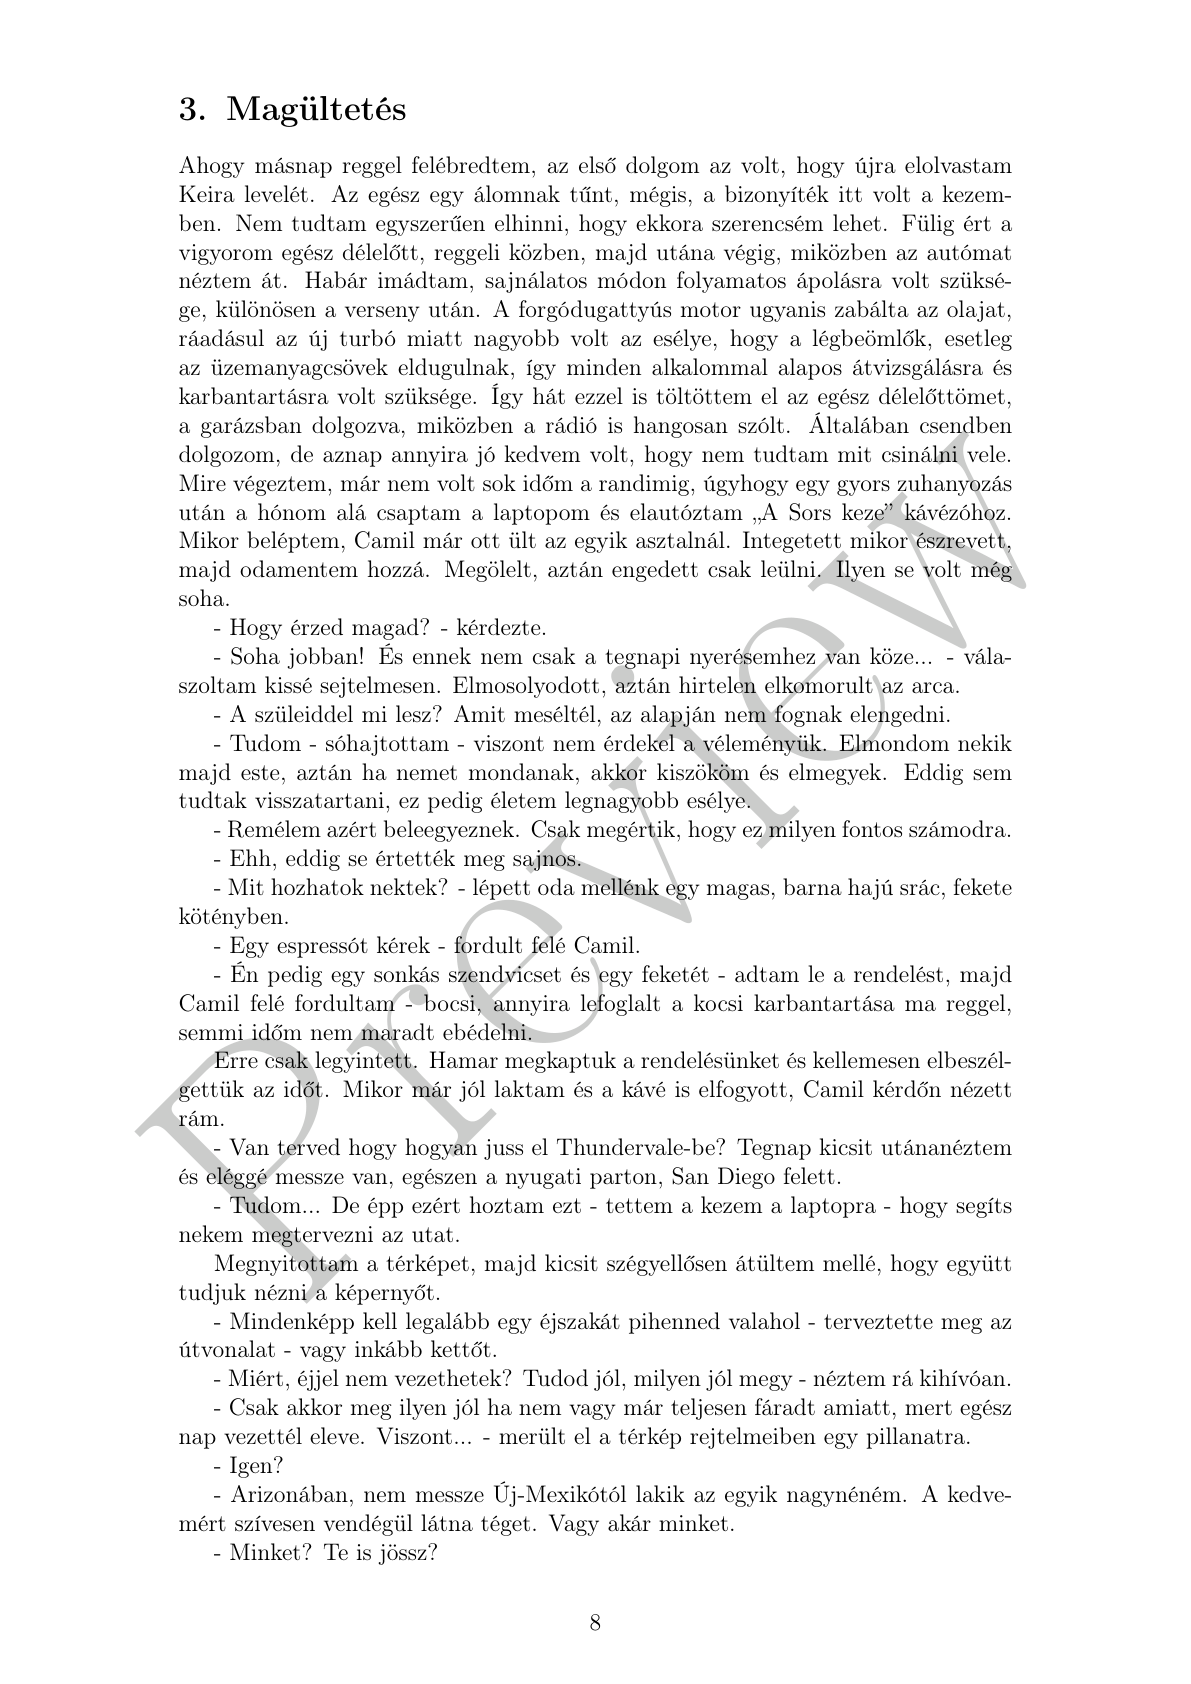 3. Magültetés
Ahogy másnap reggel felébredtem, az első dolgom az volt, hogy újra elolvastam
Keira levelét. Az egész egy álomnak tűnt, mégis, a bizonyíték itt volt a kezem-
ben. Nem tudtam egyszerűen elhinni, hogy ekkora szerencsém lehet. Fülig ért a
vigyorom egész délelőtt, reggeli közben, majd utána végig, miközben az autómat
néztem át. Habár imádtam, sajnálatos módon folyamatos ápolásra volt szüksé-
ge, különösen a verseny után. A forgódugattyús motor ugyanis zabálta az olajat,
ráadásul az új turbó miatt nagyobb volt az esélye, hogy a légbeömlők, esetleg
az üzemanyagcsövek eldugulnak, így minden alkalommal alapos átvizsgálásra és
karbantartásra volt szüksége. Így hát ezzel is töltöttem el az egész délelőttömet,
a garázsban dolgozva, miközben a rádió is hangosan szólt. Általában csendben
dolgozom, de aznap annyira jó kedvem volt, hogy nem tudtam mit csinálni vele.
Mire végeztem, már nem volt sok időm a randimig, úgyhogy egy gyors zuhanyozás
után a hónom alá csaptam a laptopom és elautóztam „A Sors keze” kávézóhoz.
Mikor beléptem, Camil már ott ült az egyik asztalnál. Integetett mikor észrevett,
majd odamentem hozzá. Megölelt, aztán engedett csak leülni. Ilyen se volt még
soha.
- Hogy érzed magad? - kérdezte.
- Soha jobban! És ennek nem csak a tegnapi nyerésemhez van köze... - vála-
szoltam kissé sejtelmesen. Elmosolyodott, aztán hirtelen elkomorult az arca.
- A szüleiddel mi lesz? Amit meséltél, az alapján nem fognak elengedni.
- Tudom - sóhajtottam - viszont nem érdekel a véleményük. Elmondom nekik
majd este, aztán ha nemet mondanak, akkor kiszököm és elmegyek. Eddig sem
tudtak visszatartani, ez pedig életem legnagyobb esélye.
- Remélem azért beleegyeznek. Csak megértik, hogy ez milyen fontos számodra.
- Ehh, eddig se értették meg sajnos.
- Mit hozhatok nektek? - lépett oda mellénk egy magas, barna hajú srác, fekete
kötényben.
- Egy espressót kérek - fordult felé Camil.
- Én pedig egy sonkás szendvicset és egy feketét - adtam le a rendelést, majd
Camil felé fordultam - bocsi, annyira lefoglalt a kocsi karbantartása ma reggel,
semmi időm nem maradt ebédelni.
Erre csak legyintett. Hamar megkaptuk a rendelésünket és kellemesen elbeszél-
gettük az időt. Mikor már jól laktam és a kávé is elfogyott, Camil kérdőn nézett
rám.
- Van terved hogy hogyan juss el Thundervale-be? Tegnap kicsit utánanéztem
és eléggé messze van, egészen a nyugati parton, San Diego felett.
- Tudom... De épp ezért hoztam ezt - tettem a kezem a laptopra - hogy segíts
nekem megtervezni az utat.
Megnyitottam a térképet, majd kicsit szégyellősen átültem mellé, hogy együtt
tudjuk nézni a képernyőt.
- Mindenképp kell legalább egy éjszakát pihenned valahol - terveztette meg az
útvonalat - vagy inkább kettőt.
- Miért, éjjel nem vezethetek? Tudod jól, milyen jól megy - néztem rá kihívóan.
- Csak akkor meg ilyen jól ha nem vagy már teljesen fáradt amiatt, mert egész
nap vezettél eleve. Viszont... - merült el a térkép rejtelmeiben egy pillanatra.
- Igen?
- Arizonában, nem messze Új-Mexikótól lakik az egyik nagynéném. A kedve-
mért szívesen vendégül látna téget. Vagy akár minket.
- Minket? Te is jössz?
8
Preview